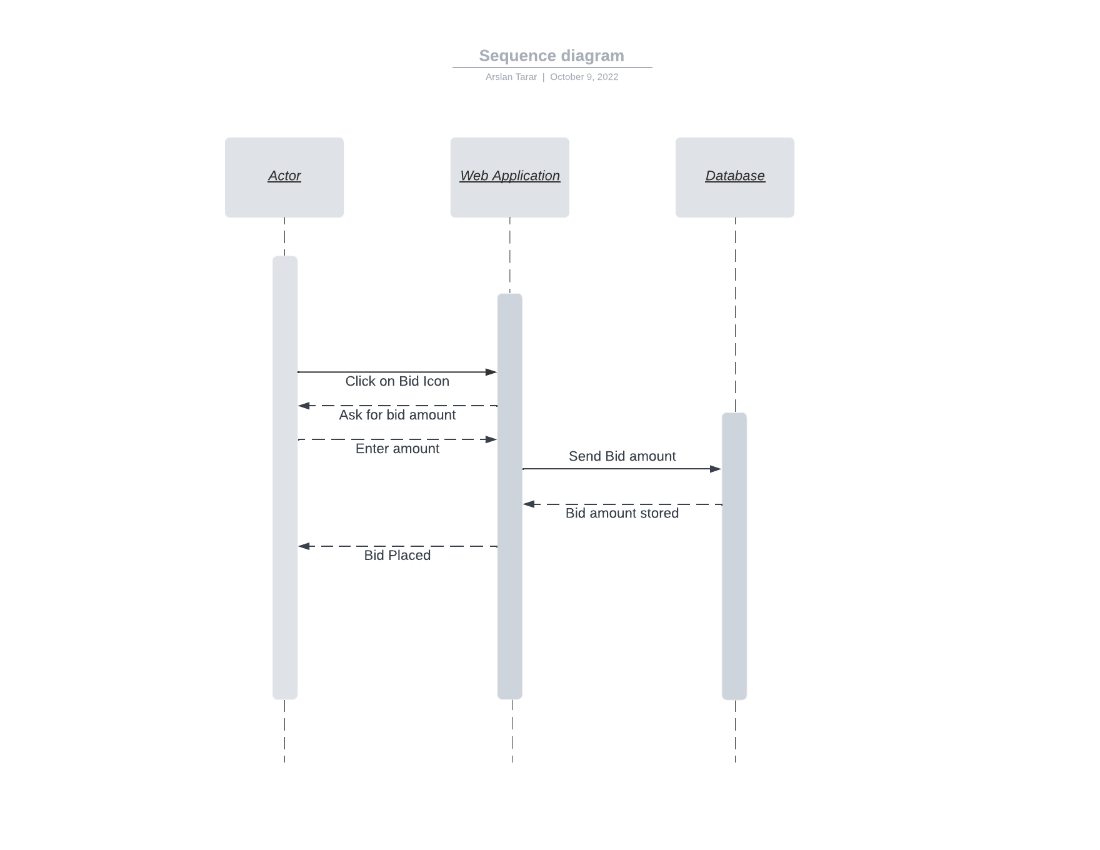 Sequence diagram
Arslan Tarar | October 9, 2022
Actor
Web Application
Database
Click on Bid Icon
Ask for bid amount
Enter amount
Send Bid amount
Bid amount stored
Bid Placed